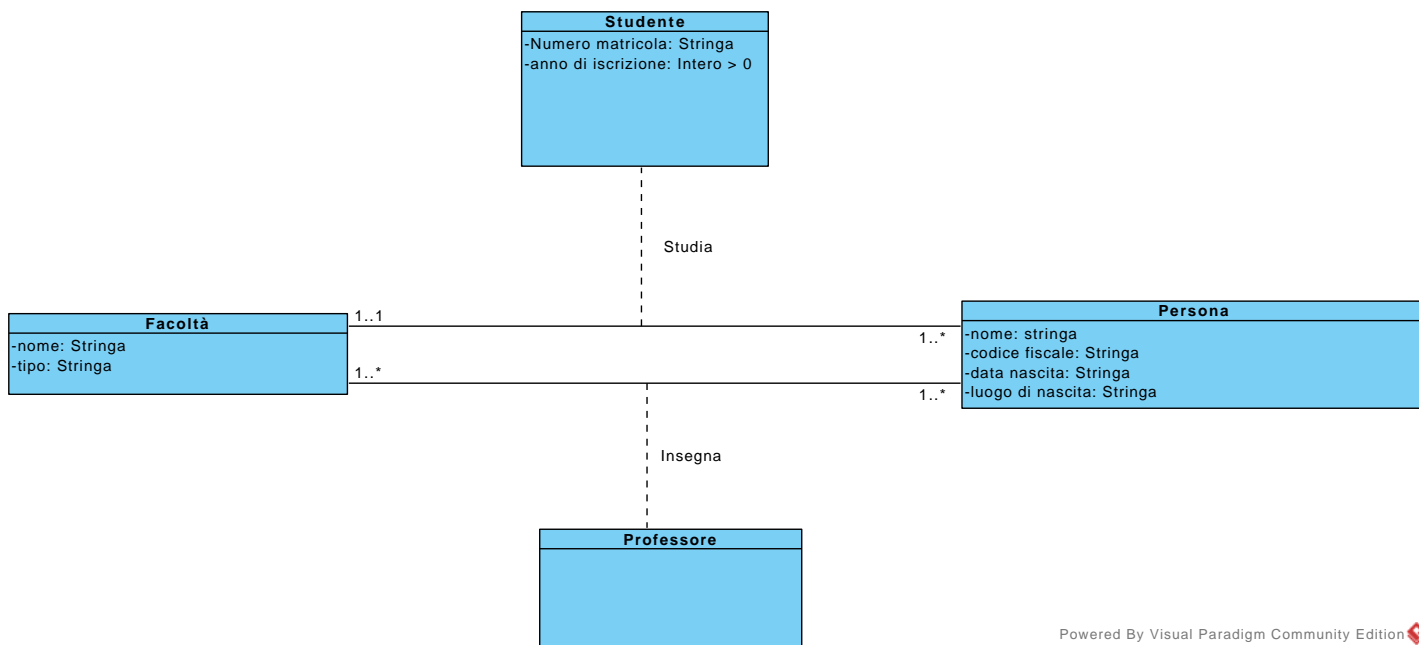 Studente
-Numero matricola: Stringa
-anno di iscrizione: Intero > 0
Studia
Facoltà
-nome: Stringa
-tipo: Stringa
1..1
1..*
1..*
1..*
Persona
-nome: stringa
-codice fiscale: Stringa
-data nascita: Stringa
-luogo di nascita: Stringa
Insegna
Professore
Powered By Visual Paradigm Community Edition